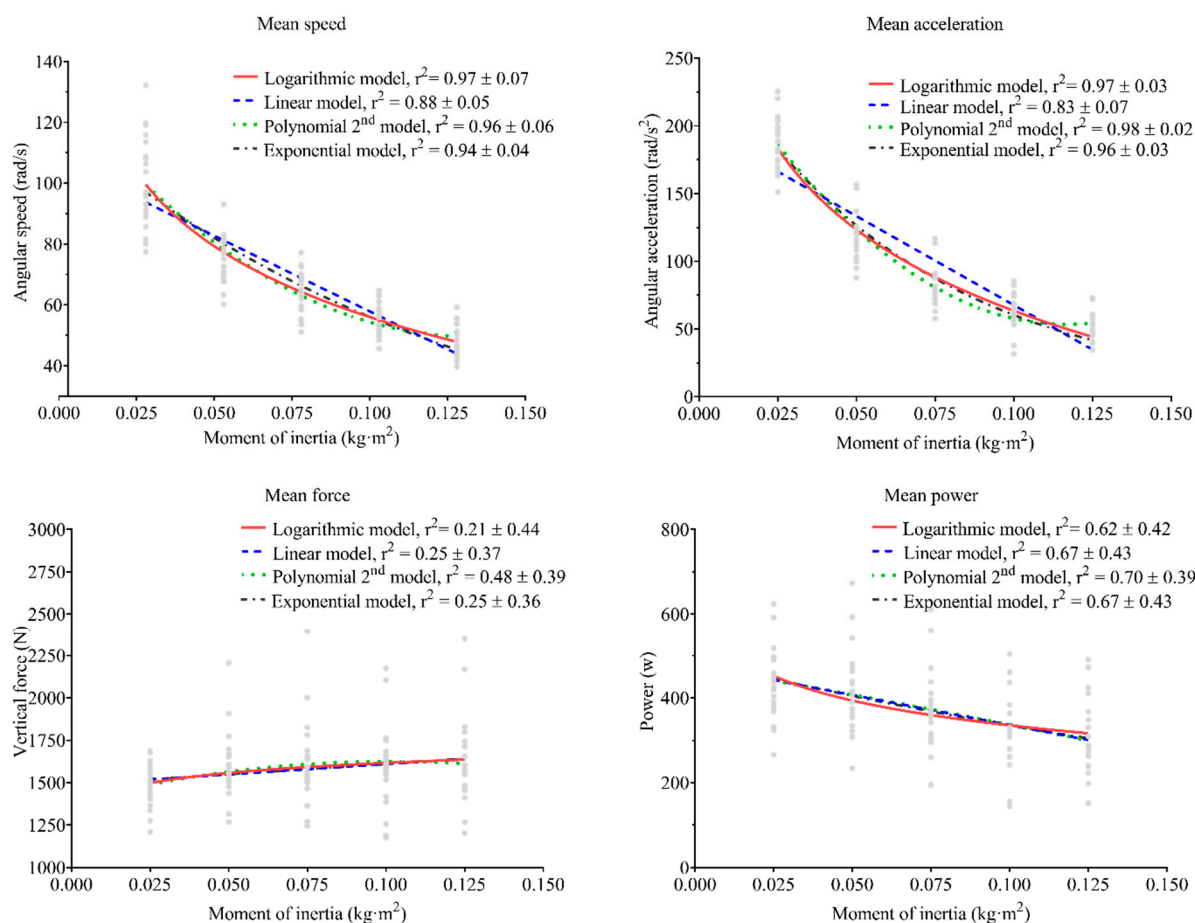 Mean speed
Logarithmic model, r²= 0.97 ± 0.07
Linear model, r² = 0.88 ± 0.05
Polynomial 2nd model, r² = 0.96 ± 0.06
Exponential model, r² = 0.94 ± 0.04
Angular speed (rad/s)
140
120
100
80
60
40
0.000 0.025 0.050 0.075 0.100 0.125 0.150
Moment of inertia (kg·m²)
Mean acceleration
Logarithmic model, r² = 0.97 ± 0.03
Linear model, r² = 0.83 ± 0.07
Polynomial 2nd model, r² = 0.98 ± 0.02
Exponential model, r² = 0.96 ± 0.03
Angular acceleration (rad/s²)
250
200
150
100
50
0
0.000 0.025 0.050 0.075 0.100 0.125 0.150
Moment of inertia (kg·m²)
Mean force
Logarithmic model, r²= 0.21 ± 0.44
Linear model, r² = 0.25 ± 0.37
Polynomial 2nd model, r² = 0.48 ± 0.39
Exponential model, r² = 0.25 ± 0.36
Vertical force (N)
3000
2750
2500
2250
2000
1750
1500
1250
1000
0.000 0.025 0.050 0.075 0.100 0.125 0.150
Moment of inertia (kg·m²)
Mean power
Logarithmic model, r²= 0.62 ± 0.42
Linear model, r² = 0.67 ± 0.43
Polynomial 2nd model, r² = 0.70 ± 0.39
Exponential model, r² = 0.67 ± 0.43
Power (w)
800
600
400
200
0
0.000 0.025 0.050 0.075 0.100 0.125 0.150
Moment of inertia (kg·m²)